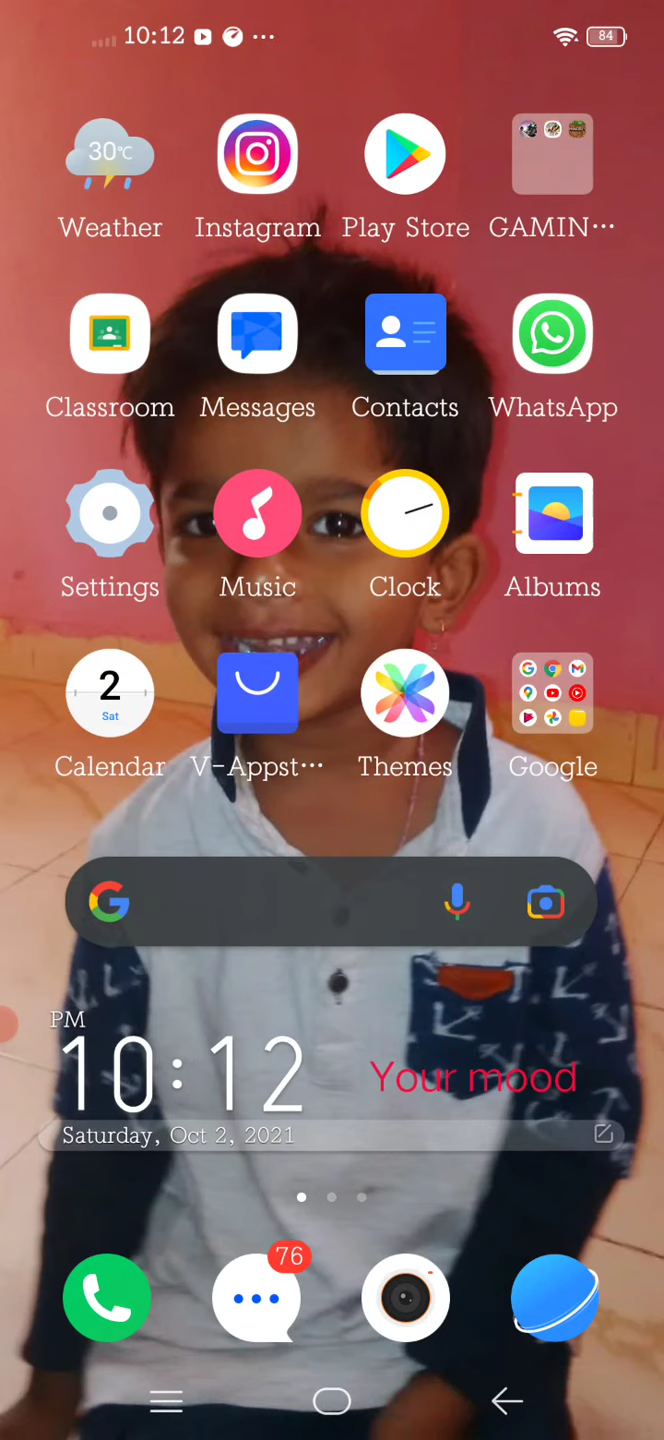 10:12 ··· 84
30°C
Weather Instagram Play Store GAMIN···
Classroom Messages Contacts WhatsApp
Settings Music Clock Albums
2
Sat
Calendar V-Appst··· Themes Google
PM
10:12 Your mood
Saturday, Oct 2, 2021
76